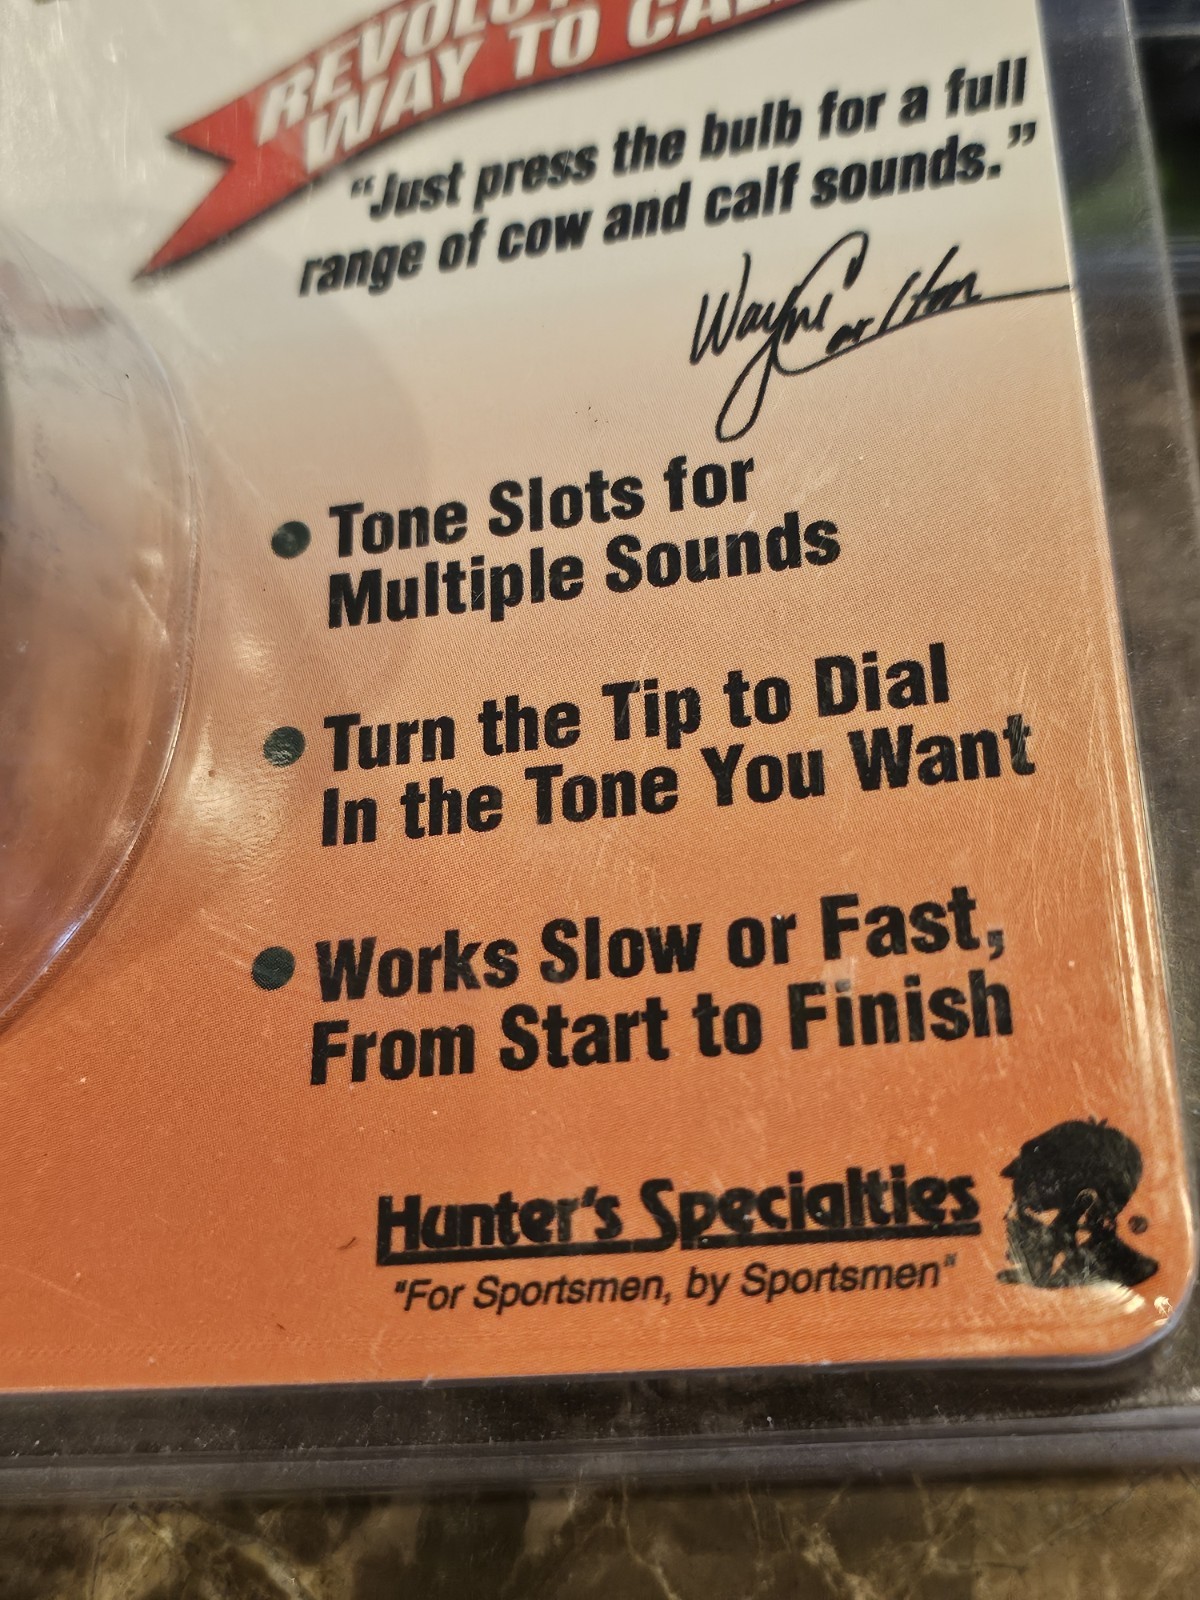 WAY TO
“Just press the bulb for a full
range of cow and calf sounds.”
Wayne Carlton
• Tone Slots for
Multiple Sounds
• Turn the Tip to Dial
In the Tone You Want
• Works Slow or Fast,
From Start to Finish
Hunter's Specialties ®
"For Sportsmen, by Sportsmen"